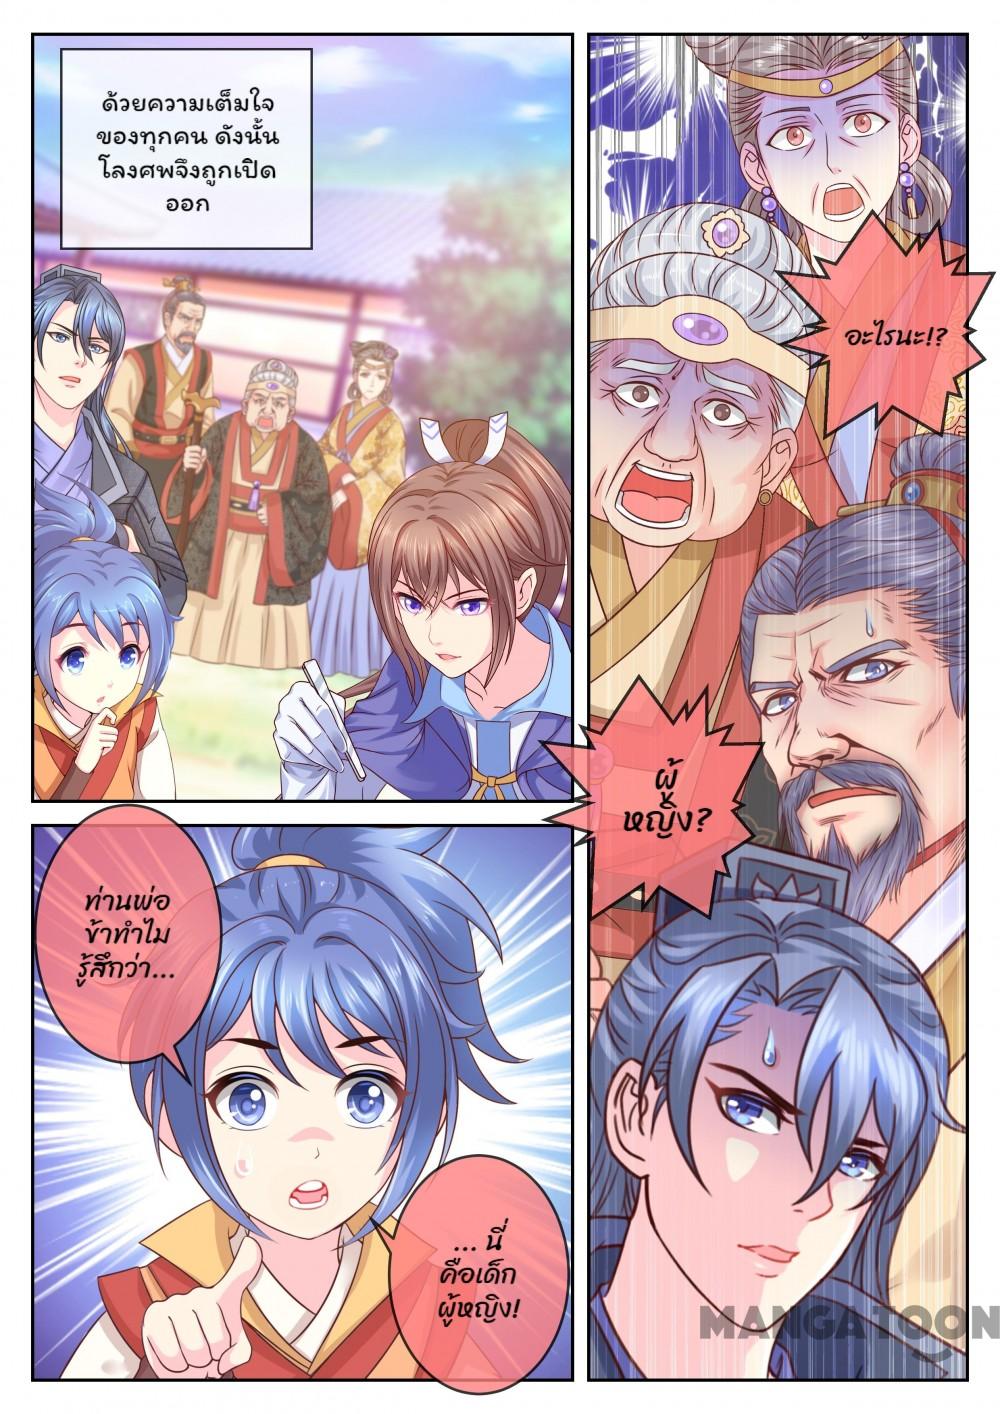 ด้วยความเต็มใจ
ของทุกคน ดังนั้น
โลงศพจึงถูกเปิด
ออก
ท่านพ่อ
ข้าทำไม
รู้สึกว่า...
... นี่
คือเด็ก
ผู้หญิง!
อะไรนะ!?
ผู้
หญิง?
MANGATOON